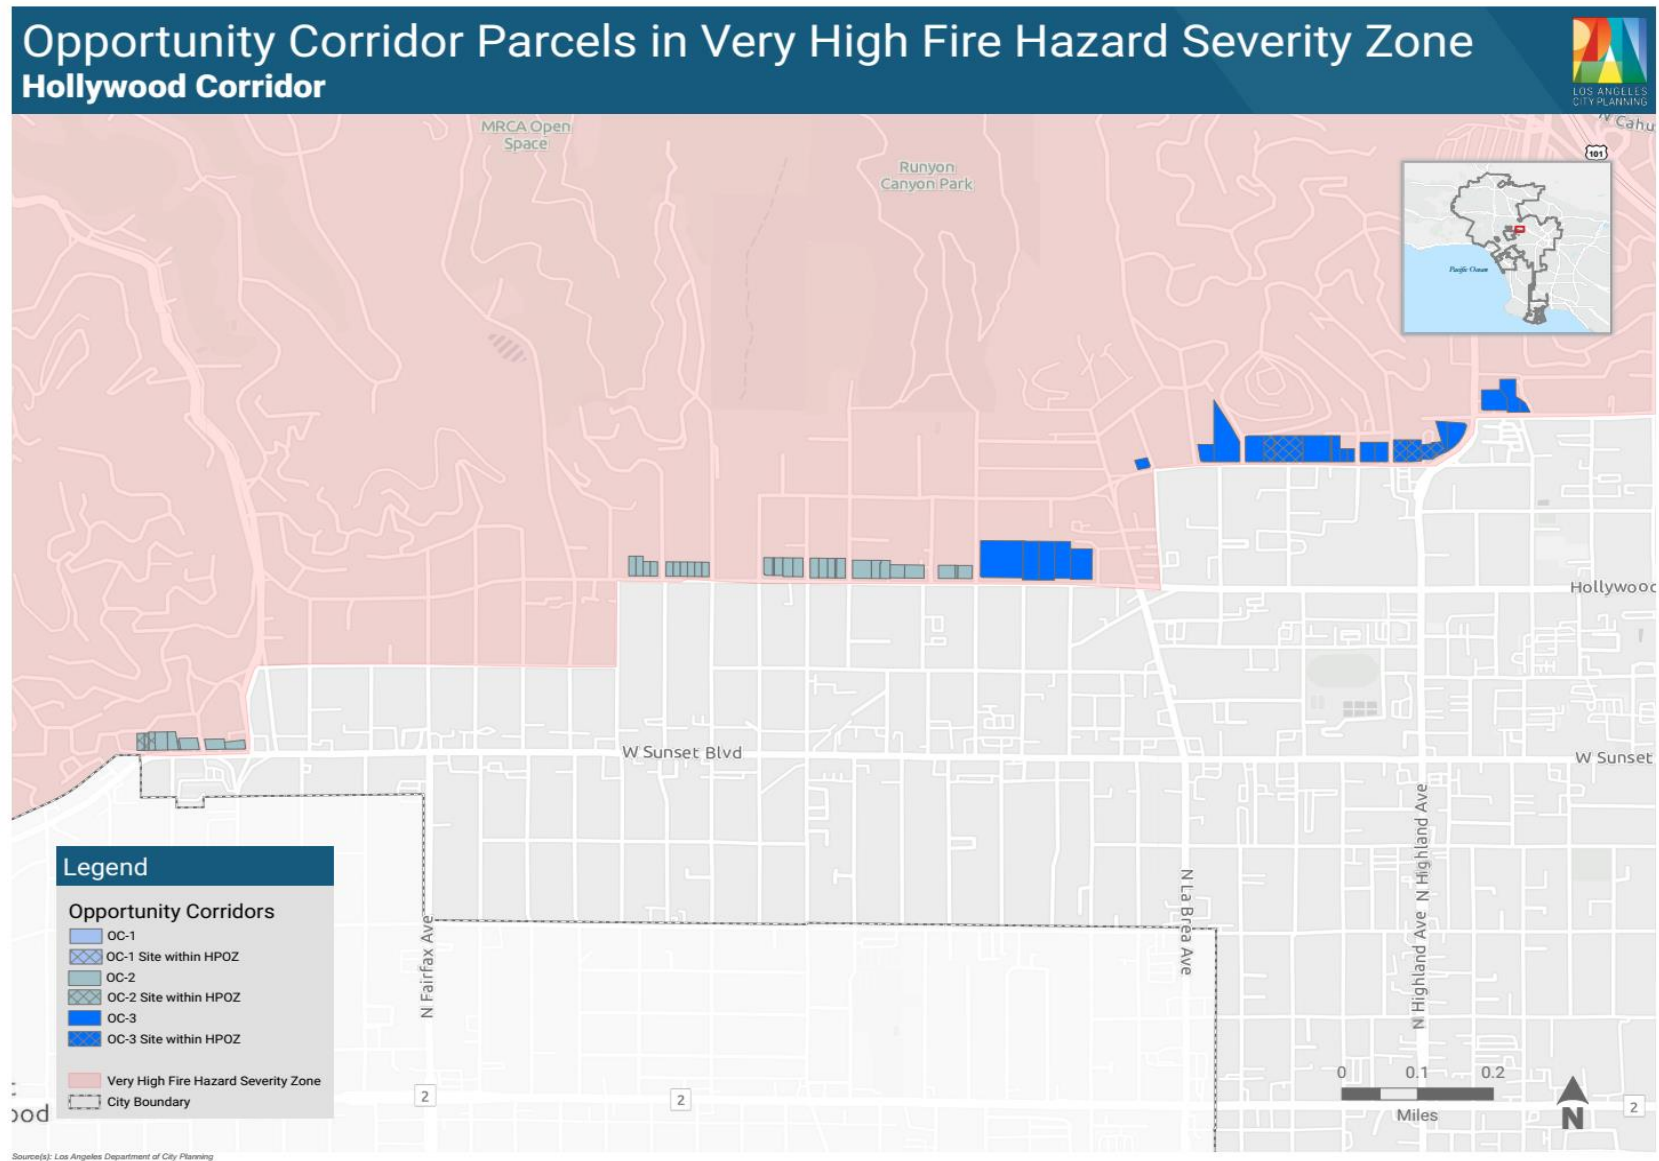 Opportunity Corridor Parcels in Very High Fire Hazard Severity Zone
Hollywood Corridor
LOS ANGELES
CITY PLANNING
N Cahu
101
MRCA Open
Space
Runyon
Canyon Park
Pacific Ocean
Hollywood
W Sunset Blvd
W Sunset
N Highland Ave
N La Brea Ave
N Fairfax Ave
N Highland Ave
Legend
Opportunity Corridors
OC-1
OC-1 Site within HPOZ
OC-2
OC-2 Site within HPOZ
OC-3
OC-3 Site within HPOZ
Very High Fire Hazard Severity Zone
City Boundary
ood
2
2
2
0 0.1 0.2
Miles
N
Source(s): Los Angeles Department of City Planning